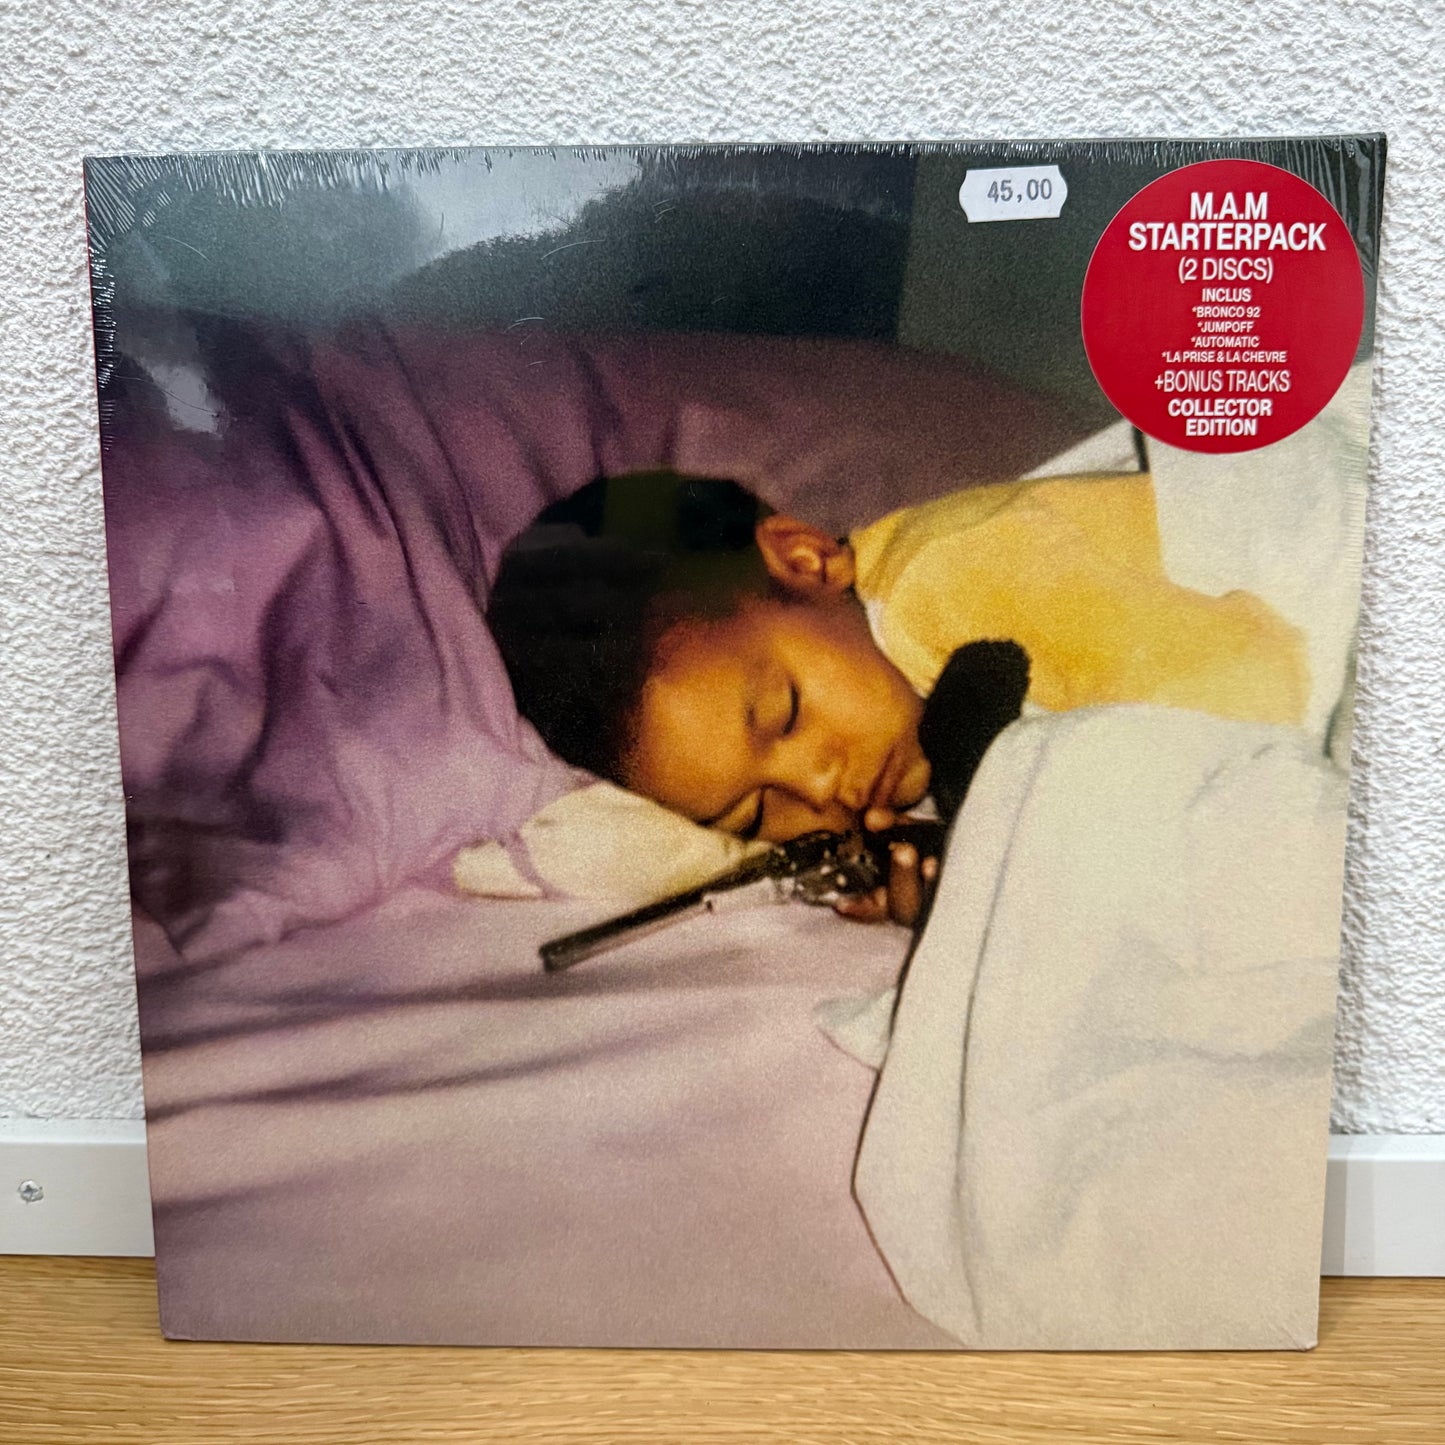 45,00
M.A.M
STARTERPACK
(2 DISCS)
INCLUS
*BRONCO 92
*JUMPOFF
*AUTOMATIC
*LA PRISE & LA CHEVRE
+BONUS TRACKS
COLLECTOR
EDITION